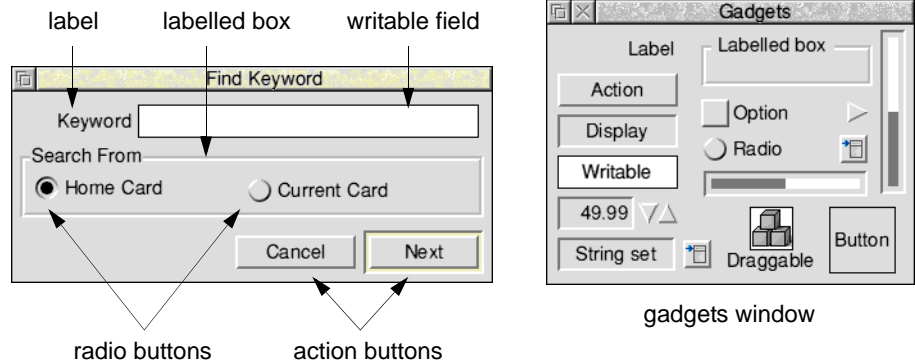 label labelled box writable field
Find Keyword
Keyword
Search From
Home Card Current Card
Cancel Next
radio buttons action buttons
Gadgets
Label Labelled box
Action
Option
Display
Radio
Writable
49.99
String set Draggable Button
gadgets window